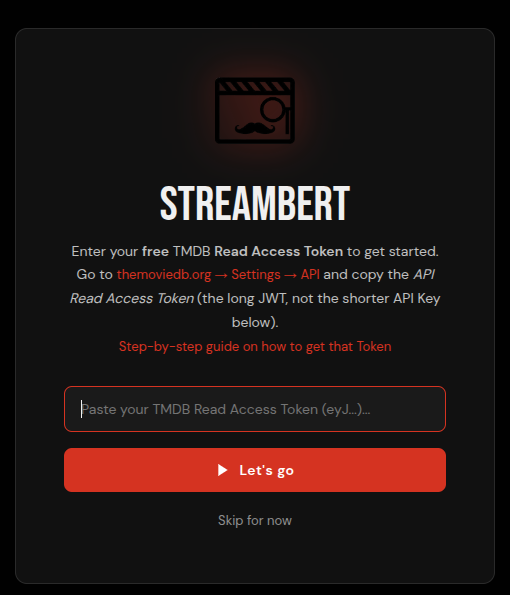 STREAMBERT
Enter your free TMDB Read Access Token to get started.
Go to themoviedb.org → Settings → API and copy the API
Read Access Token (the long JWT, not the shorter API Key
below).
Step-by-step guide on how to get that Token
Paste your TMDB Read Access Token (eyJ...)...
▶ Let's go
Skip for now